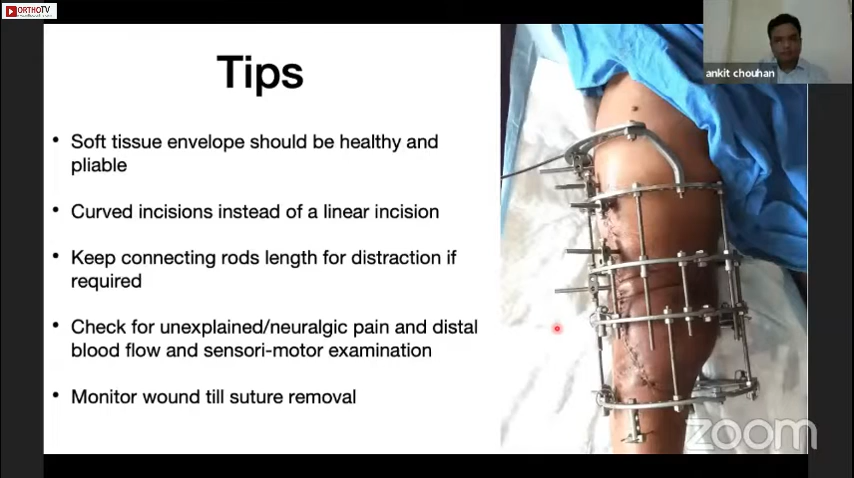 ORTHOTV
ankit chouhan
Tips
• Soft tissue envelope should be healthy and
pliable
• Curved incisions instead of a linear incision
• Keep connecting rods length for distraction if
required
• Check for unexplained/neuralgic pain and distal
blood flow and sensori-motor examination
• Monitor wound till suture removal
zoom